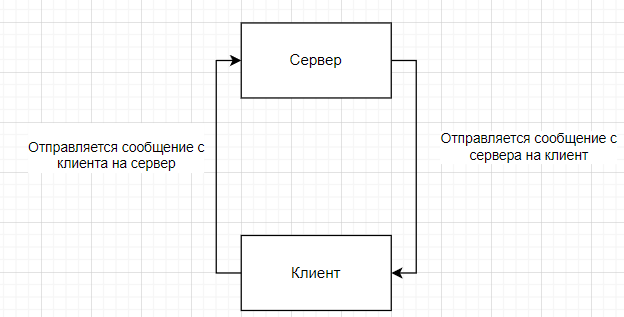 Сервер
Отправляется сообщение с
клиента на сервер
Отправляется сообщение с
сервера на клиент
Клиент